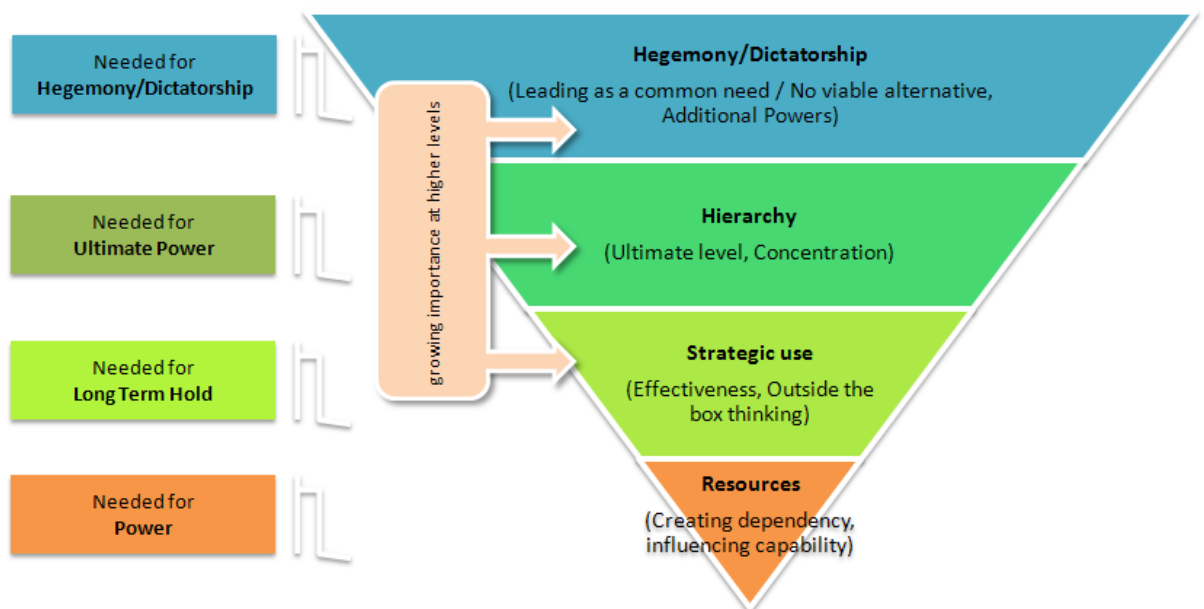 Needed for
Hegemony/Dictatorship
Needed for
Ultimate Power
Needed for
Long Term Hold
Needed for
Power
growing importance at higher levels
Hegemony/Dictatorship
(Leading as a common need / No viable alternative,
Additional Powers)
Hierarchy
(Ultimate level, Concentration)
Strategic use
(Effectiveness, Outside the
box thinking)
Resources
(Creating dependency,
influencing capability)